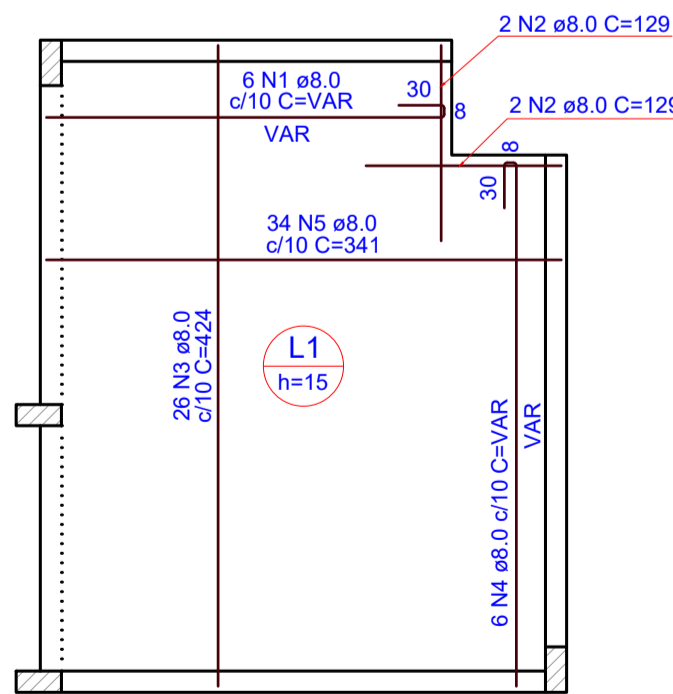 2 N2 ø8.0 C=129
6 N1 ø8.0
c/10 C=VAR
VAR
30
8
2 N2 ø8.0 C=129
8
30
34 N5 ø8.0
c/10 C=341
26 N3 ø8.0
c/10 C=424
L1
h=15
6 N4 ø8.0 c/10 C=VAR
VAR